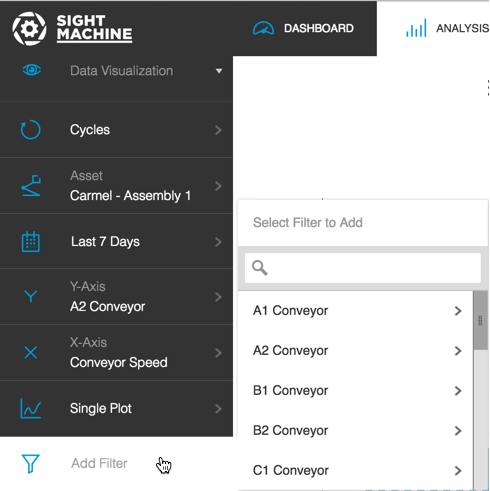 SIGHT
MACHINE
DASHBOARD
ANALYSIS
Data Visualization
Cycles
Asset
Carmel - Assembly 1
Last 7 Days
Y-Axis
A2 Conveyor
X-Axis
Conveyor Speed
Single Plot
Add Filter
Select Filter to Add
A1 Conveyor
A2 Conveyor
B1 Conveyor
B2 Conveyor
C1 Conveyor